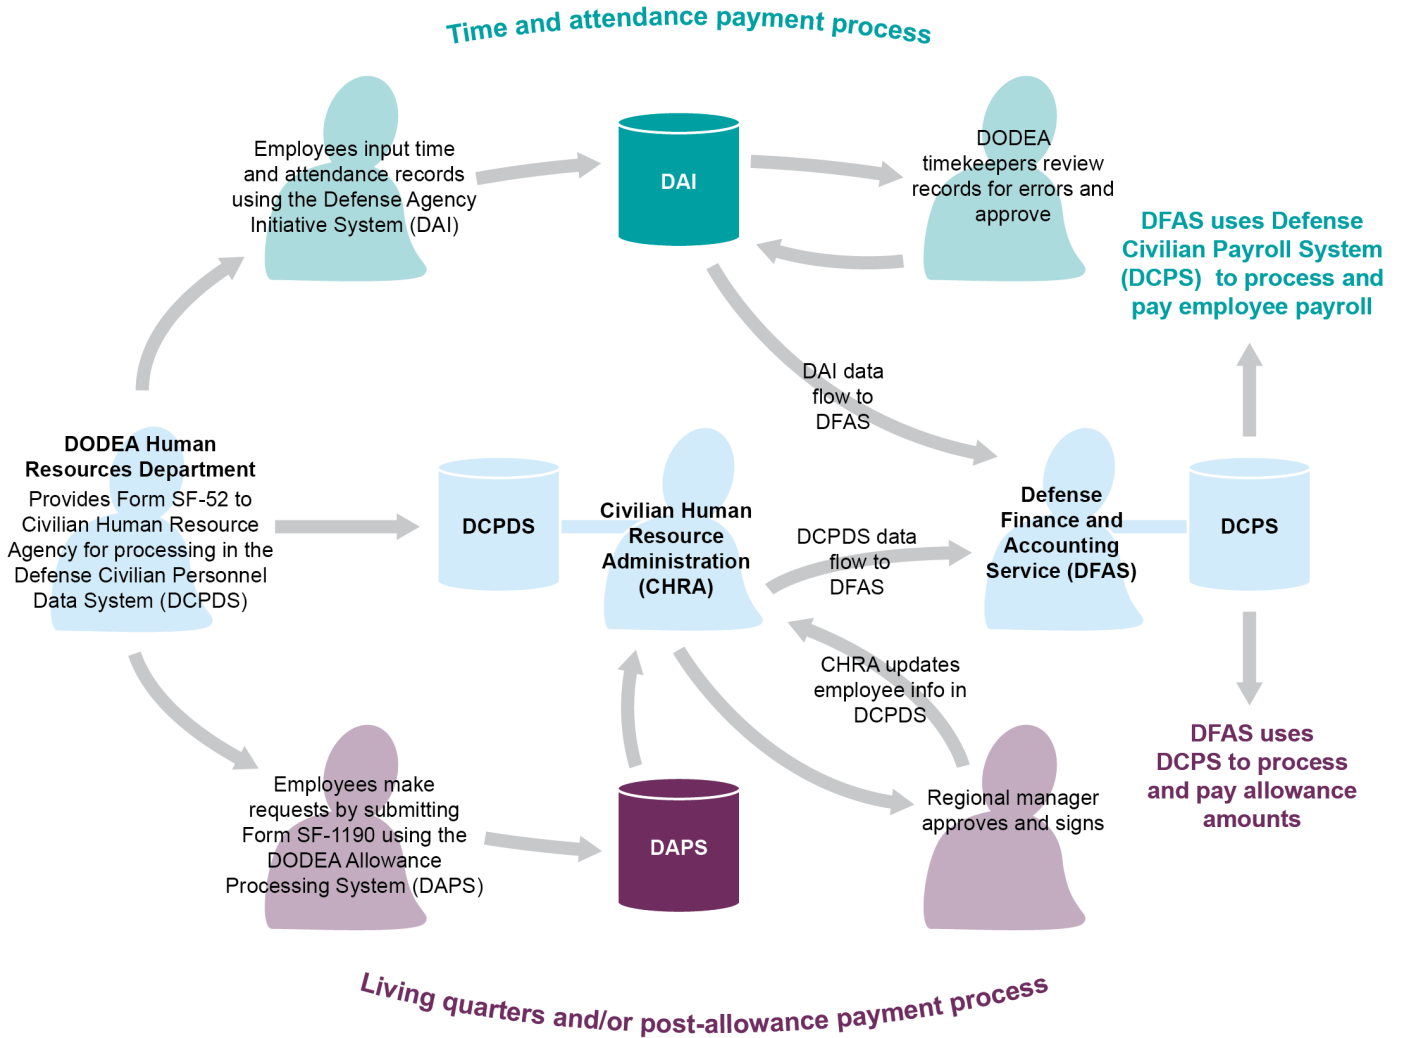 Time and attendance payment process
Employees input time
and attendance records
using the Defense Agency
Initiative System (DAI)
DAI
DODEA
timekeepers review
records for errors and
approve
DFAS uses Defense
Civilian Payroll System
(DCPS) to process and
pay employee payroll
DAI data
flow to
DFAS
DODEA Human
Resources Department
Provides Form SF-52 to
Civilian Human Resource
Agency for processing in the
Defense Civilian Personnel
Data System (DCPDS)
DCPDS
Civilian Human
Resource
Administration
(CHRA)
DCPDS data
flow to
DFAS
Defense
Finance and
Accounting
Service (DFAS)
DCPS
CHRA updates
employee info in
DCPDS
Employees make
requests by submitting
Form SF-1190 using the
DODEA Allowance
Processing System (DAPS)
DAPS
Regional manager
approves and signs
DFAS uses
DCPS to process
and pay allowance
amounts
Living quarters and/or post-allowance payment process